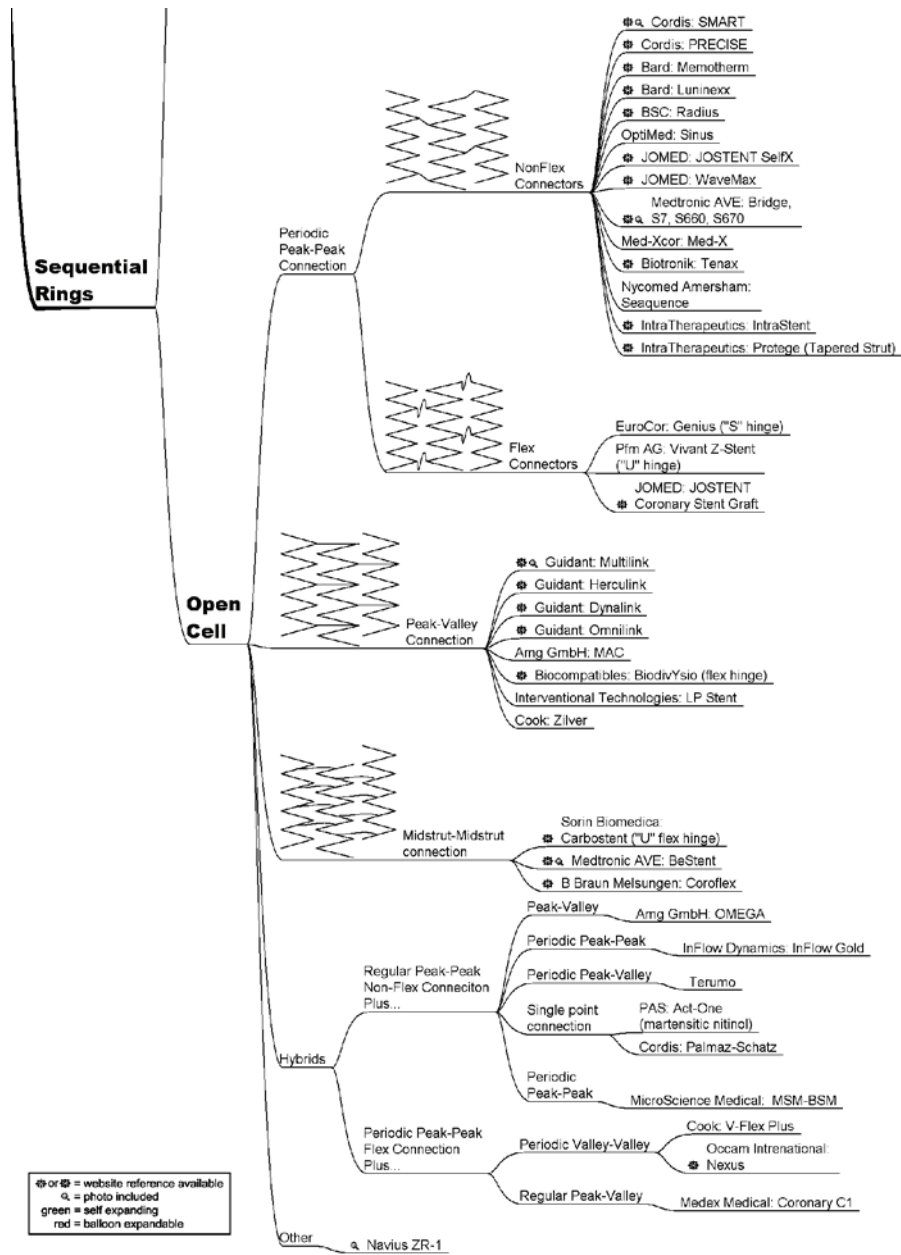 Cordis: SMART
Cordis: PRECISE
Bard: Memotherm
Bard: Luninexx
BSC: Radius
OptiMed: Sinus
JOMED: JOSTENT SelfX
JOMED: WaveMax
Medtronic AVE: Bridge,
S7, S660, S670
Med-Xcor: Med-X
Biotronik: Tenax
Nycomed Amersham:
Seaquence
IntraTherapeutics: IntraStent
IntraTherapeutics: Protege (Tapered Strut)
NonFlex
Connectors
Periodic
Peak-Peak
Connection
Sequential
Rings
Flex
Connectors
EuroCor: Genius ("S" hinge)
Pfm AG: Vivant Z-Stent
("U" hinge)
JOMED: JOSTENT
Coronary Stent Graft
Open
Cell
Peak-Valley
Connection
Guidant: Multilink
Guidant: Herculink
Guidant: Dynalink
Guidant: Omnilink
Amg GmbH: MAC
Biocompatibles: BiodivYsio (flex hinge)
Interventional Technologies: LP Stent
Cook: Zilver
Midstrut-Midstrut
connection
Sorin Biomedica:
Carbostent ("U" flex hinge)
Medtronic AVE: BeStent
B Braun Melsungen: Coroflex
Hybrids
Regular Peak-Peak
Non-Flex Conneciton
Plus...
Peak-Valley
Amg GmbH: OMEGA
Periodic Peak-Peak
InFlow Dynamics: InFlow Gold
Periodic Peak-Valley
Terumo
Single point
connection
PAS: Act-One
(martensitic nitinol)
Cordis: Palmaz-Schatz
Periodic
Peak-Peak
MicroScience Medical: MSM-BSM
Periodic Peak-Peak
Flex Connection
Plus...
Periodic Valley-Valley
Cook: V-Flex Plus
Occam Intrenational:
Nexus
Regular Peak-Valley
Medex Medical: Coronary C1
Other
Navius ZR-1
or = website reference available
= photo included
green = self expanding
red = balloon expandable